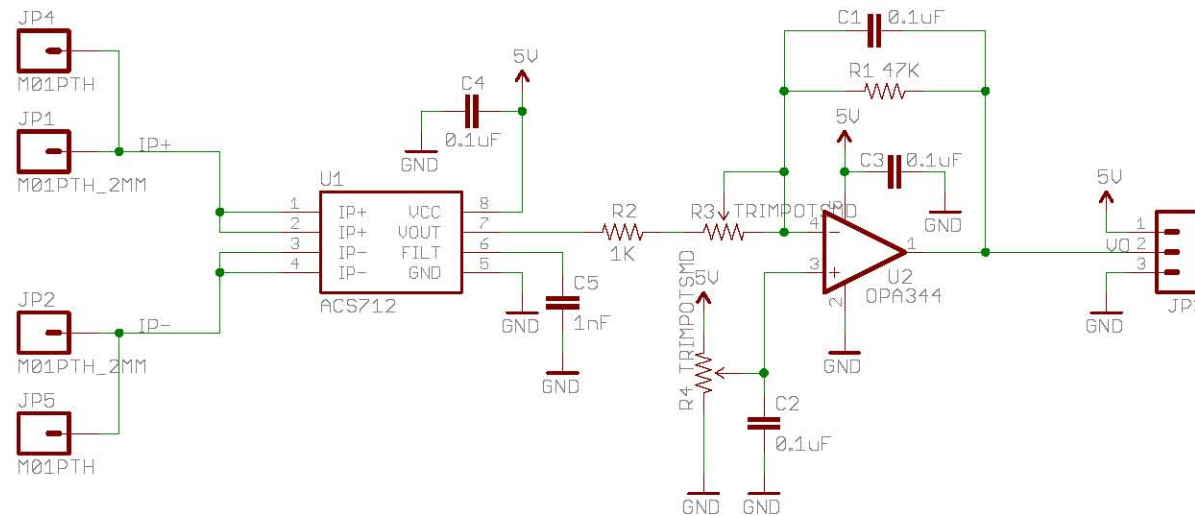 JP4
M01PTH
JP1
M01PTH_2MM
IP+
JP2
M01PTH_2MM
IP-
JP5
M01PTH
U1
1 IP+ VCC 8
2 IP+ VOUT 7
3 IP- FILT 6
4 IP- GND 5
ACS712
5V
C4
0.1uF
GND
GND
C5
1nF
GND
R2
1K
R3 TRIMPOTSMD
C1 0.1uF
R1 47K
5V
C3 0.1uF
GND
5
4
3
1
2
U2
OPA344
GND
5V
R4 TRIMPOTSMD
GND
C2
0.1uF
GND
5V
1
VO 2
3
GND